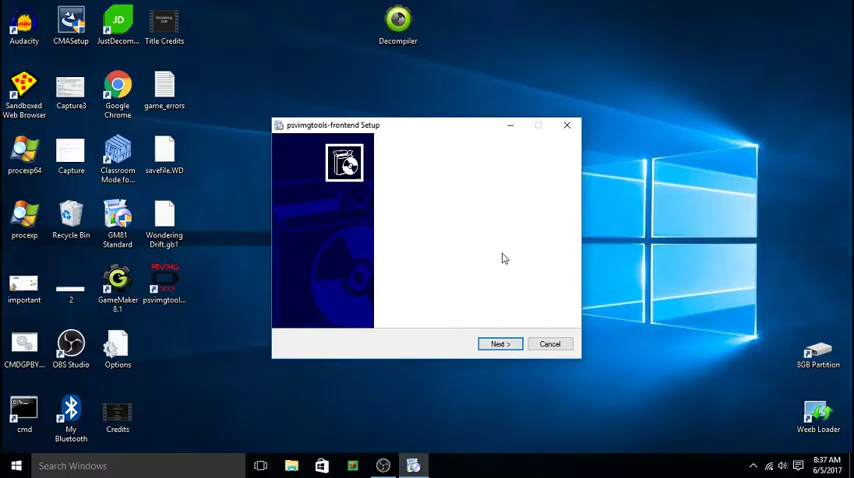 Audacity
CMASetup
JustDecom...
Title Credits
Decompiler
Sandboxed
Web Browser
Capture3
Google
Chrome
game_errors
procexp64
Capture
Classroom
Mode fo...
savefile.WD
procexp
Recycle Bin
GM81
Standard
Wondering
Drift.gb1
important
2
GameMaker
8.1
psvimgtool...
CMDGPBY...
OBS Studio
Options
8GB Partition
cmd
My
Bluetooth
Credits
Weeb Loader
psvimgtools-frontend Setup
Next >
Cancel
Search Windows
8:37 AM
6/5/2017